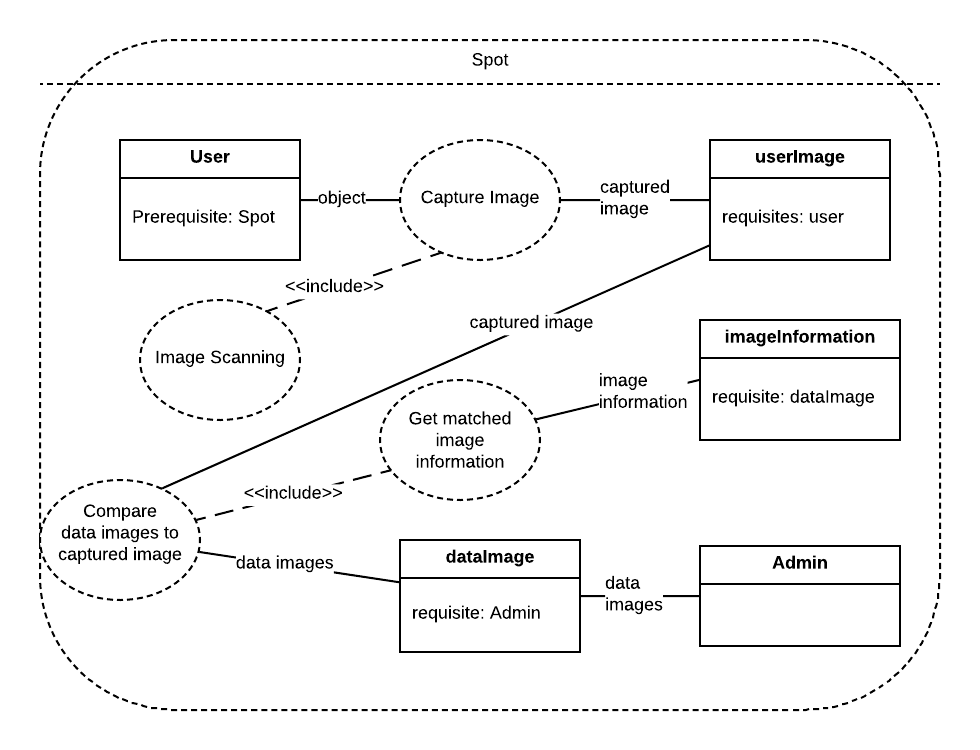 Spot
User
Prerequisite: Spot
object
Capture Image
captured
image
userImage
requisites: user
<<include>>
Image Scanning
captured image
imageInformation
requisite: dataImage
image
information
Get matched
image
information
<<include>>
Compare
data images to
captured image
data images
dataImage
requisite: Admin
data
images
Admin